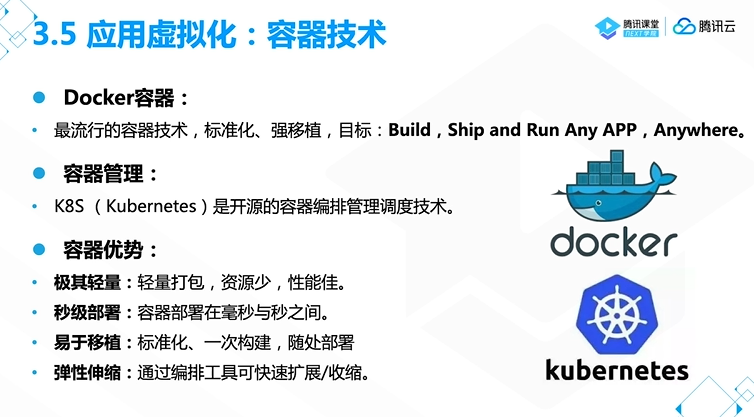 3.5 应用虚拟化：容器技术
腾讯课堂
NEXT学院
腾讯云
Docker容器：
最流行的容器技术，标准化、强移植，目标：Build，Ship and Run Any APP，Anywhere。
容器管理：
K8S （Kubernetes）是开源的容器编排管理调度技术。
容器优势：
极其轻量：轻量打包，资源少，性能佳。
秒级部署：容器部署在毫秒与秒之间。
易于移植：标准化、一次构建，随处部署
弹性伸缩：通过编排工具可快速扩展/收缩。
docker
kubernetes